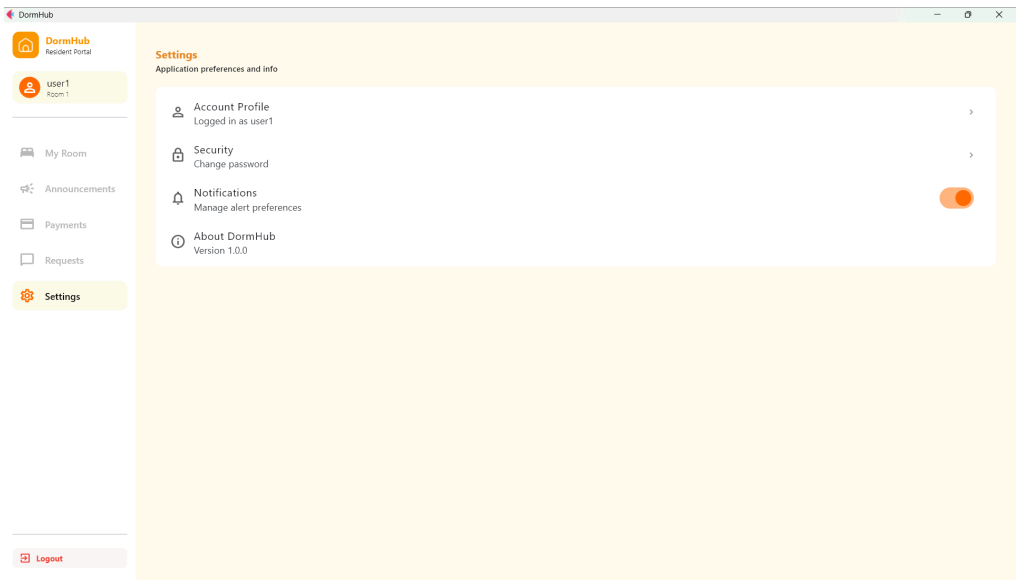 DormHub
DormHub
Resident Portal
user1
Room 1
My Room
Announcements
Payments
Requests
Settings
Logout
Settings
Application preferences and info
Account Profile
Logged in as user1
Security
Change password
Notifications
Manage alert preferences
About DormHub
Version 1.0.0